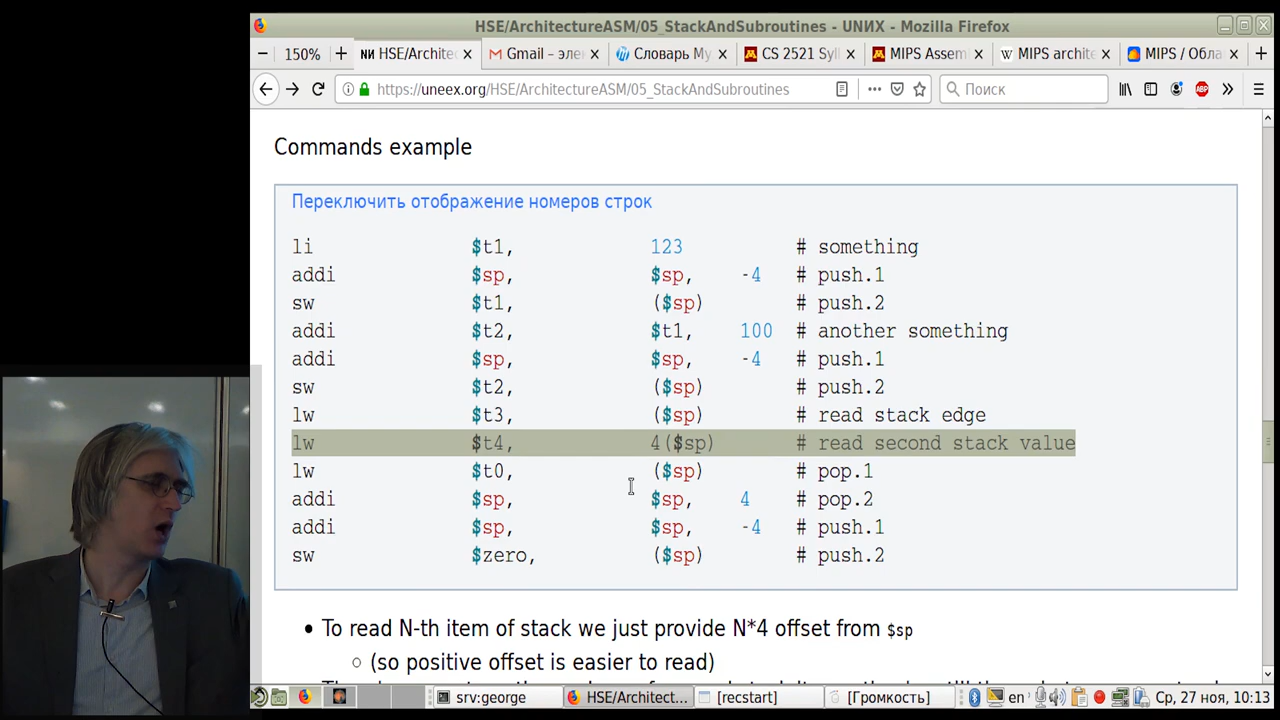 HSE/ArchitectureASM/05_StackAndSubroutines - UNИX - Mozilla Firefox
150% NИ HSE/Archite Gmail – эле Словарь Му CS 2521 Syl MIPS Assem MIPS archite MIPS / Обла
https://uneex.org/HSE/ArchitectureASM/05_StackAndSubroutines Поиск
Commands example
Переключить отображение номеров строк
li $t1, 123 # something
addi $sp, $sp, -4 # push.1
sw $t1, ($sp) # push.2
addi $t2, $t1, 100 # another something
addi $sp, $sp, -4 # push.1
sw $t2, ($sp) # push.2
lw $t3, ($sp) # read stack edge
lw $t4, 4($sp) # read second stack value
lw $t0, ($sp) # pop.1
addi $sp, $sp, 4 # pop.2
addi $sp, $sp, -4 # push.1
sw $zero, ($sp) # push.2
• To read N-th item of stack we just provide N*4 offset from $sp
○ (so positive offset is easier to read)
srv:george HSE/Architect... [recstart] [Громкость] en Ср, 27 ноя, 10:13